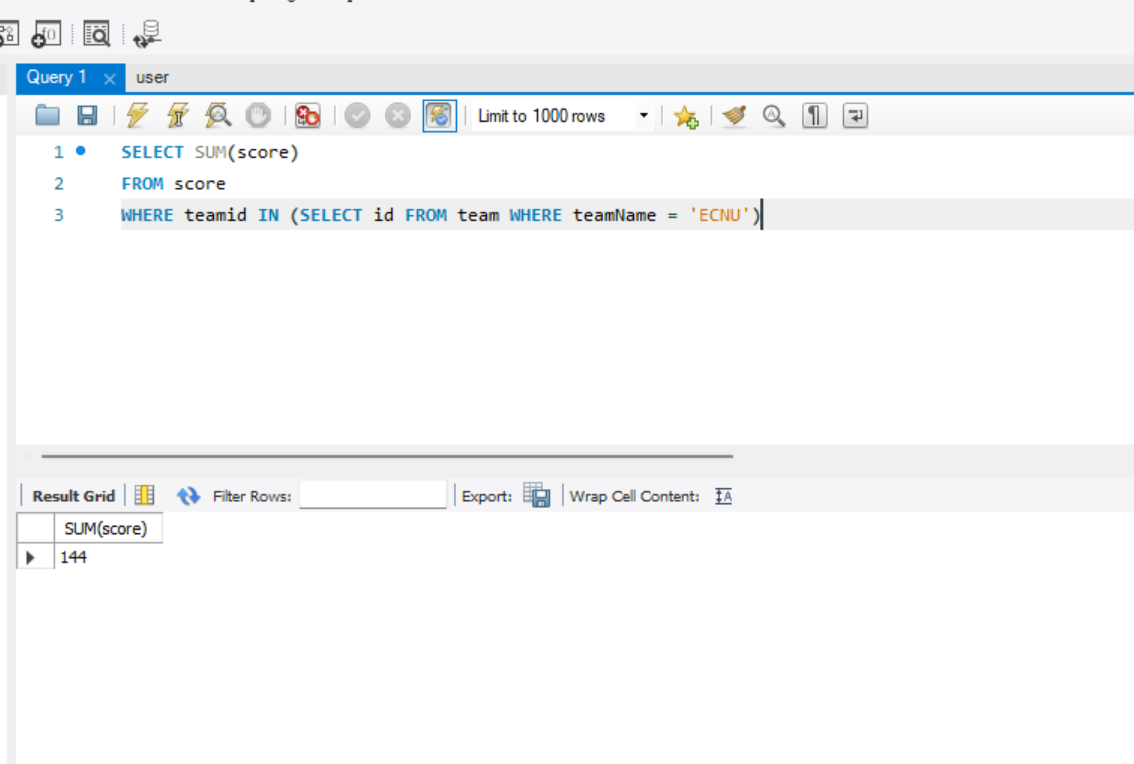 Query 1 user
Limit to 1000 rows
1 SELECT SUM(score)
2 FROM score
3 WHERE teamid IN (SELECT id FROM team WHERE teamName = 'ECNU')
Result Grid Filter Rows: Export: Wrap Cell Content:
SUM(score)
144